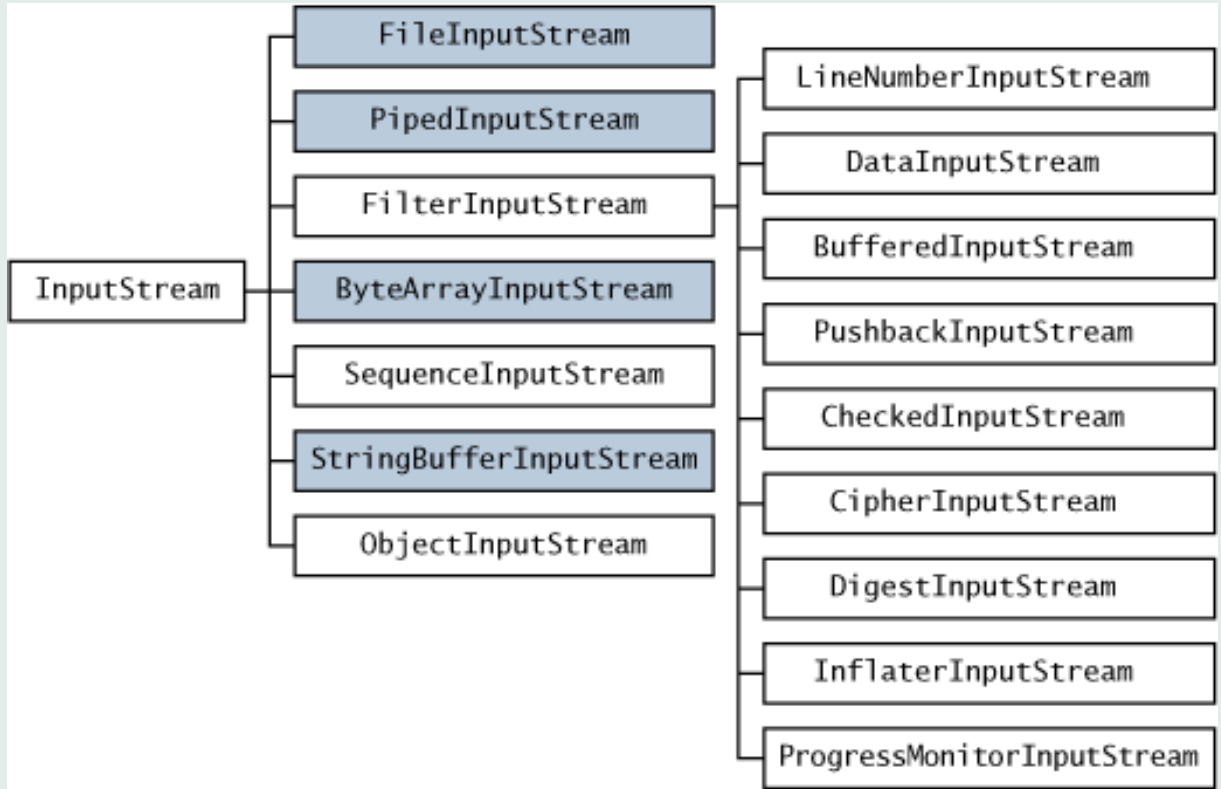 InputStream
FileInputStream
PipedInputStream
FilterInputStream
ByteArrayInputStream
SequenceInputStream
StringBufferInputStream
ObjectInputStream
LineNumberInputStream
DataInputStream
BufferedInputStream
PushbackInputStream
CheckedInputStream
CipherInputStream
DigestInputStream
InflaterInputStream
ProgressMonitorInputStream